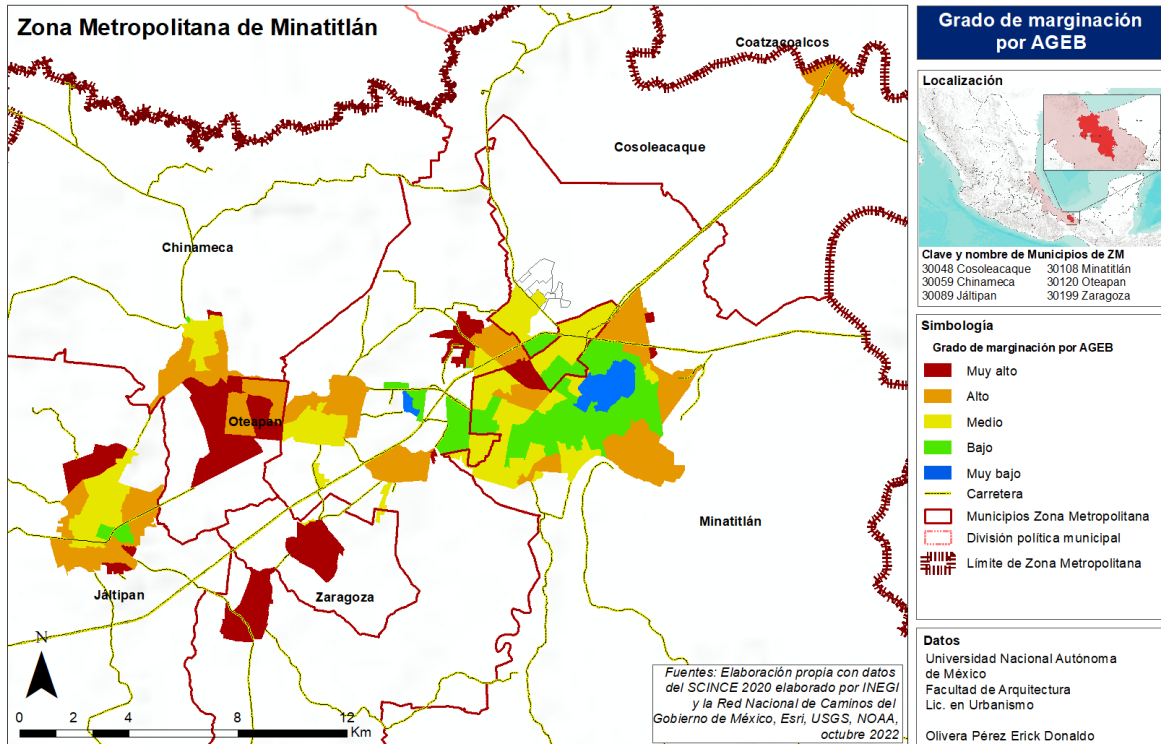 Zona Metropolitana de Minatitlán
Coatzacoalcos
Cosoleacaque
Chinameca
Oteapan
Minatitlán
Jáltipan
Zaragoza
N
0 2 4 8 12
Km
Fuentes: Elaboración propia con datos
del SCINCE 2020 elaborado por INEGI
y la Red Nacional de Caminos del
Gobierno de México, Esri, USGS, NOAA,
octubre 2022
Grado de marginación
por AGEB
Localización
Clave y nombre de Municipios de ZM
30048 Cosoleacaque 30108 Minatitlán
30059 Chinameca 30120 Oteapan
30089 Jáltipan 30199 Zaragoza
Simbología
Grado de marginación por AGEB
Muy alto
Alto
Medio
Bajo
Muy bajo
Carretera
Municipios Zona Metropolitana
División política municipal
Límite de Zona Metropolitana
Datos
Universidad Nacional Autónoma
de México
Facultad de Arquitectura
Lic. en Urbanismo
Olivera Pérez Erick Donaldo